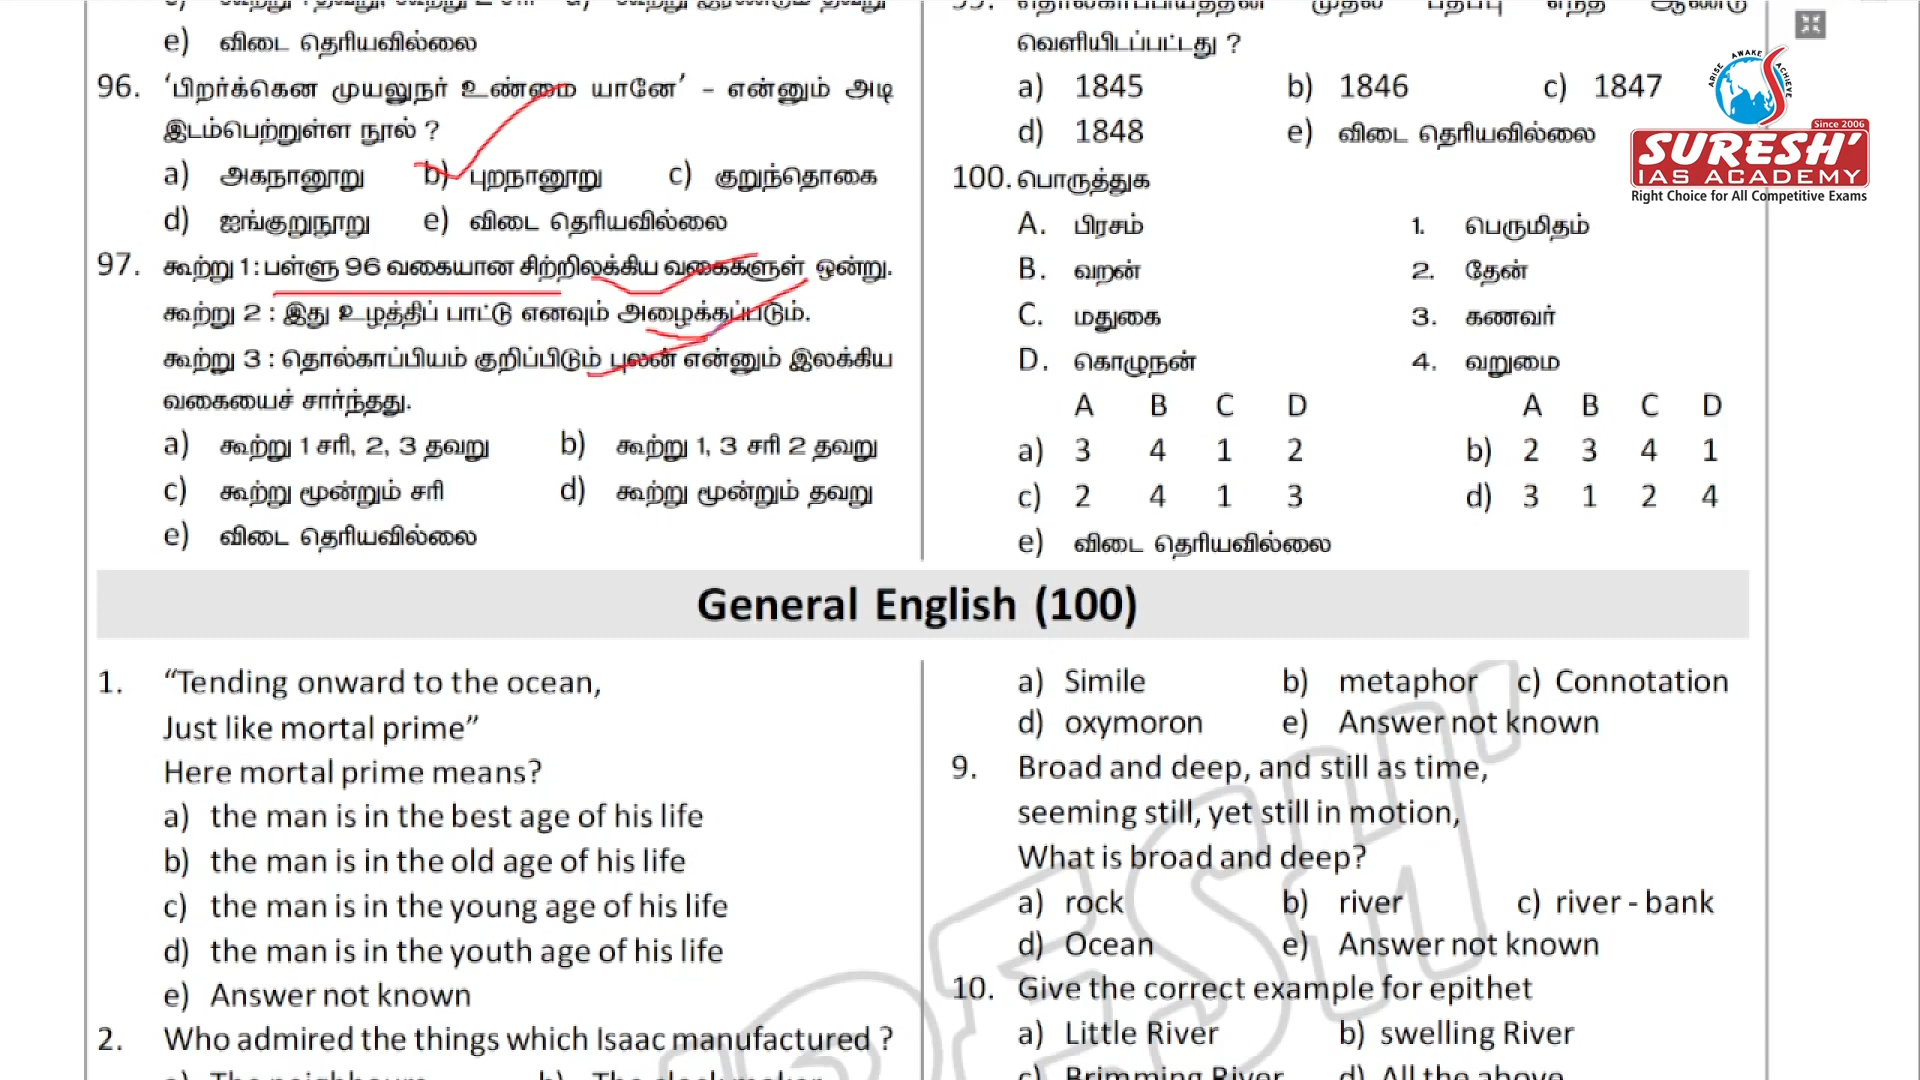 e) விடை தெரியவில்லை
96. ‘பிறர்க்கென முயலுநர் உண்மை யானே’ – என்னும் அடி
இடம்பெற்றுள்ள நூல் ?
a) அகநானூறு b) புறநானூறு c) குறுந்தொகை
d) ஐங்குறுநூறு e) விடை தெரியவில்லை
97. கூற்று 1 : பள்ளு 96 வகையான சிற்றிலக்கிய வகைகளுள் ஒன்று.
கூற்று 2 : இது உழத்திப் பாட்டு எனவும் அழைக்கப்படும்.
கூற்று 3 : தொல்காப்பியம் குறிப்பிடும் புலன் என்னும் இலக்கிய
வகையைச் சார்ந்தது.
a) கூற்று 1 சரி, 2, 3 தவறு b) கூற்று 1, 3 சரி 2 தவறு
c) கூற்று மூன்றும் சரி d) கூற்று மூன்றும் தவறு
e) விடை தெரியவில்லை
வெளியிடப்பட்டது ?
a) 1845 b) 1846 c) 1847
d) 1848 e) விடை தெரியவில்லை
100. பொருத்துக
A. பிரசம் 1. பெருமிதம்
B. வறன் 2. தேன்
C. மதுகை 3. கணவர்
D. கொழுநன் 4. வறுமை
A B C D A B C D
a) 3 4 1 2 b) 2 3 4 1
c) 2 4 1 3 d) 3 1 2 4
e) விடை தெரியவில்லை
ARISE AWAKE ACHIEVE
Since 2006
SURESH'
IAS ACADEMY
Right Choice for All Competitive Exams
General English (100)
1. “Tending onward to the ocean,
Just like mortal prime”
Here mortal prime means?
a) the man is in the best age of his life
b) the man is in the old age of his life
c) the man is in the young age of his life
d) the man is in the youth age of his life
e) Answer not known
2. Who admired the things which Isaac manufactured ?
a) Simile b) metaphor c) Connotation
d) oxymoron e) Answer not known
9. Broad and deep, and still as time,
seeming still, yet still in motion,
What is broad and deep?
a) rock b) river c) river - bank
d) Ocean e) Answer not known
10. Give the correct example for epithet
a) Little River b) swelling River
c) Brimming River d) All the above